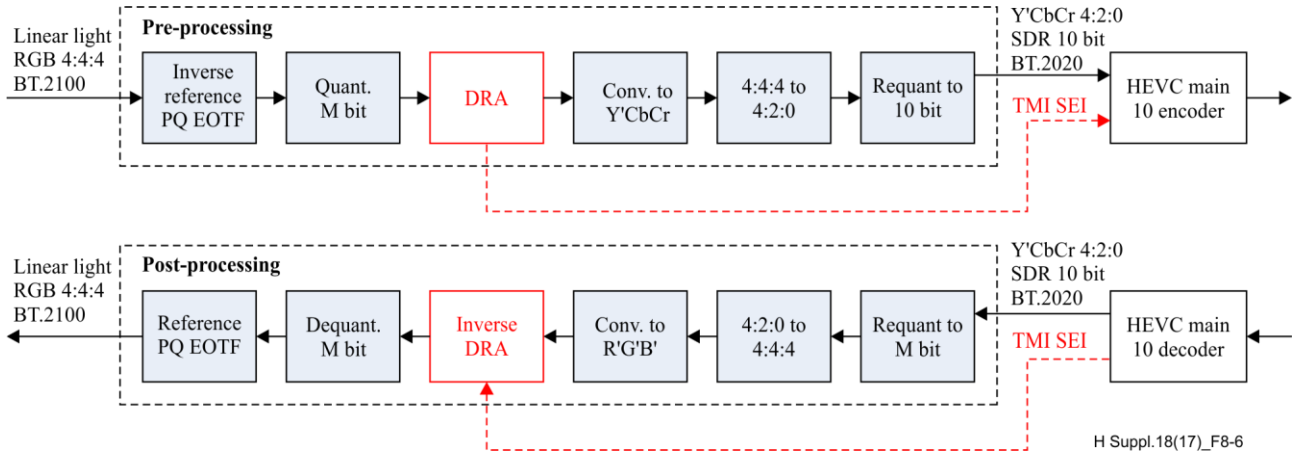 Linear light
RGB 4:4:4
BT.2100
Pre-processing
Inverse
reference
PQ EOTF
Quant.
M bit
DRA
Conv. to
Y'CbCr
4:4:4 to
4:2:0
Requant to
10 bit
Y'CbCr 4:2:0
SDR 10 bit
BT.2020
TMI SEI
HEVC main
10 encoder
Linear light
RGB 4:4:4
BT.2100
Post-processing
Reference
PQ EOTF
Dequant.
M bit
Inverse
DRA
Conv. to
R'G'B'
4:2:0 to
4:4:4
Requant to
M bit
Y'CbCr 4:2:0
SDR 10 bit
BT.2020
TMI SEI
HEVC main
10 decoder
H Suppl.18(17)_F8-6